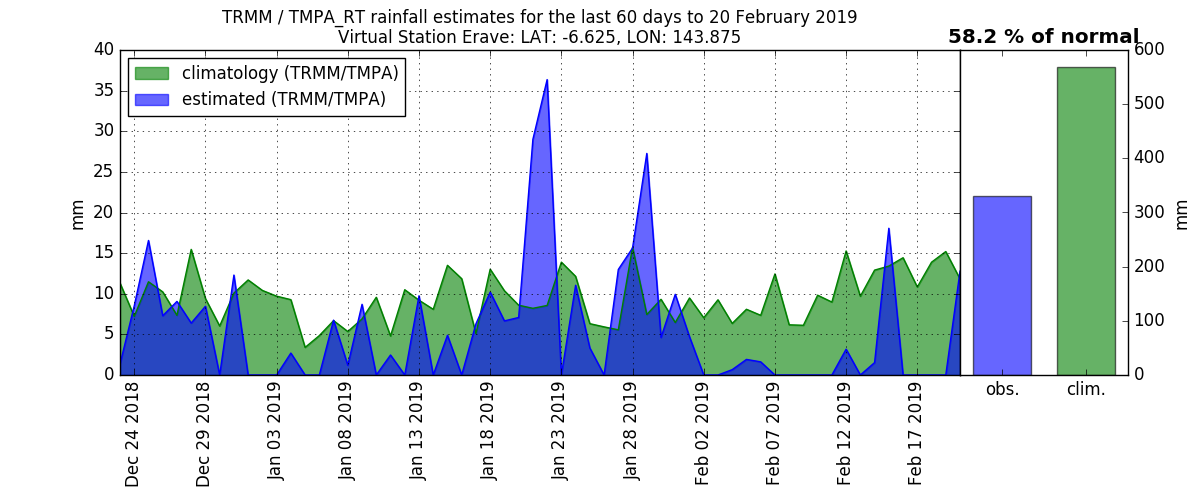 TRMM / TMPA_RT rainfall estimates for the last 60 days to 20 February 2019
Virtual Station Erave: LAT: -6.625, LON: 143.875
58.2 % of normal
climatology (TRMM/TMPA)
estimated (TRMM/TMPA)
mm
40
35
30
25
20
15
10
5
0
Dec 24 2018
Dec 29 2018
Jan 03 2019
Jan 08 2019
Jan 13 2019
Jan 18 2019
Jan 23 2019
Jan 28 2019
Feb 02 2019
Feb 07 2019
Feb 12 2019
Feb 17 2019
600
500
400
300
200
100
0
mm
obs.
clim.